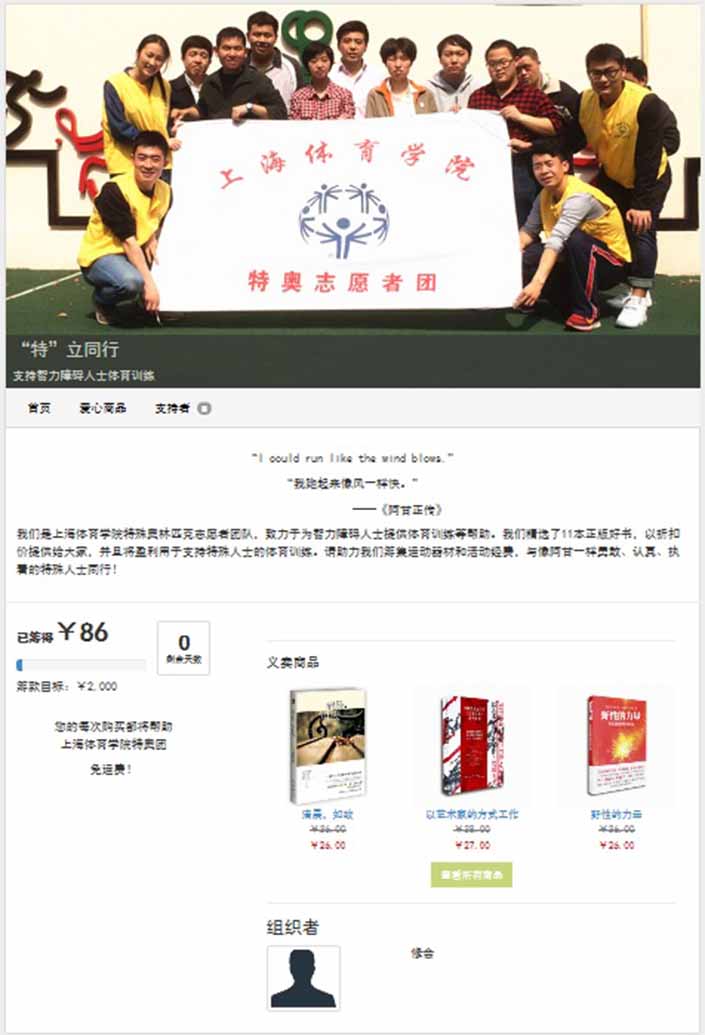 上海体育学院
特奥志愿者团
“特”立同行
支持智力障碍人士体育训练
首页 爱心商品 支持者
“I could run like the wind blows.”
“我跑起来像风一样快。”
——《阿甘正传》
我们是上海体育学院特殊奥林匹克志愿者团队，致力于为智力障碍人士提供体育训练等帮助。我们精选了11本正版好书，以折扣
价提供给大家，并且将盈利用于支持特殊人士的体育训练。请助力我们筹集运动器材和活动经费，与像阿甘一样勇敢、认真、执
着的特殊人士同行！
已筹得￥86
0
剩余天数
筹款目标：￥2,000
您的每次购买都将帮助
上海体育学院特奥团
免运费！
义卖商品
野性的力量
清晨，如故 以艺术家的方式工作 野性的力量
￥36.00 ￥38.00 ￥36.00
￥26.00 ￥27.00 ￥26.00
查看所有商品
组织者